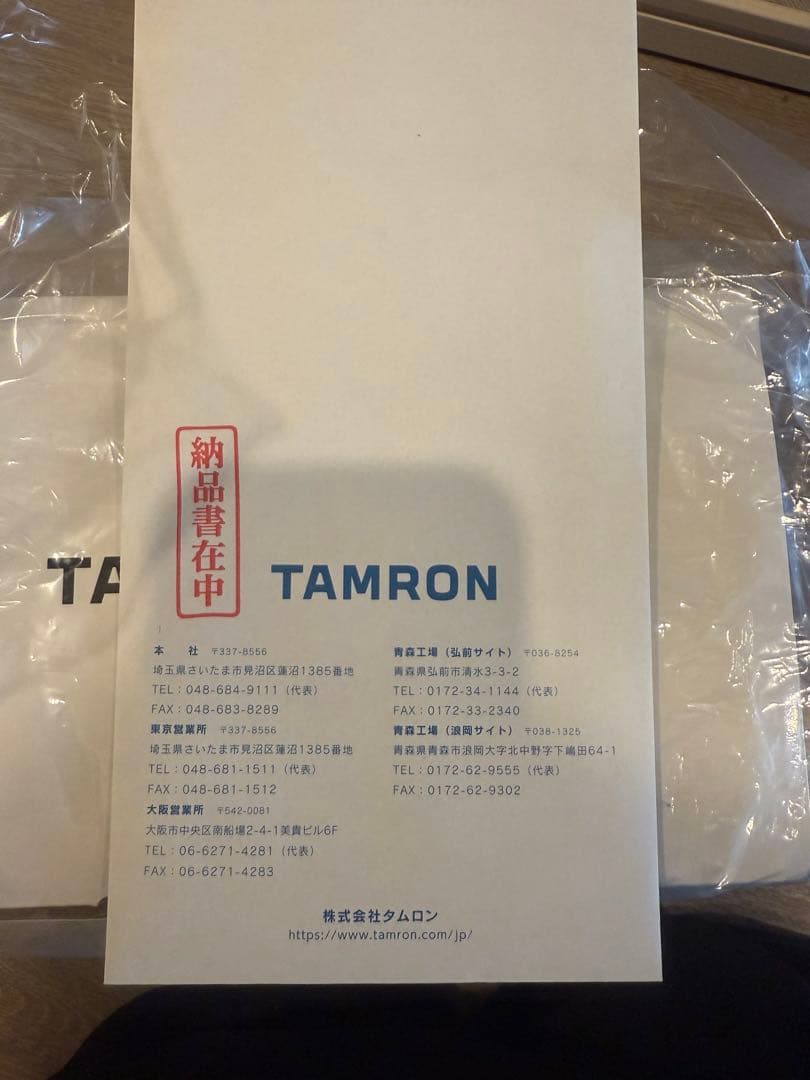 納品書在中
TAMRON
TA
本　社 〒337-8556
埼玉県さいたま市見沼区蓮沼1385番地
TEL：048-684-9111（代表）
FAX：048-683-8289
東京営業所 〒337-8556
埼玉県さいたま市見沼区蓮沼1385番地
TEL：048-681-1511（代表）
FAX：048-681-1512
大阪営業所 〒542-0081
大阪市中央区南船場2-4-1美貴ビル6F
TEL：06-6271-4281（代表）
FAX：06-6271-4283
青森工場（弘前サイト） 〒036-8254
青森県弘前市清水3-3-2
TEL：0172-34-1144（代表）
FAX：0172-33-2340
青森工場（浪岡サイト） 〒038-1325
青森県青森市浪岡大字北中野字下嶋田64-1
TEL：0172-62-9555（代表）
FAX：0172-62-9302
株式会社タムロン
https://www.tamron.com/jp/